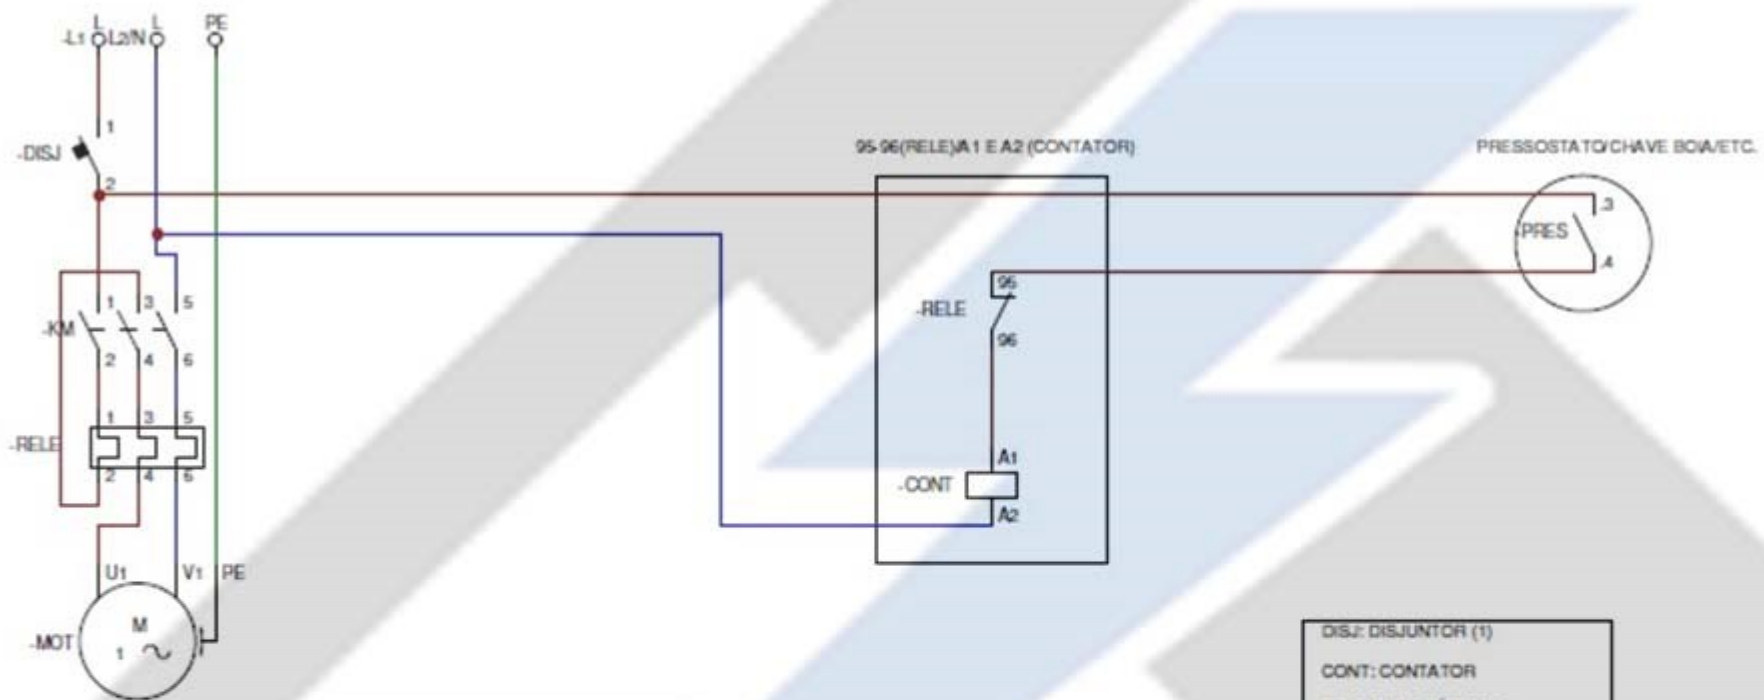 L L PE
-L1 L2/N
1
-DISJ
2
95-96(RELE)/A1 E A2 (CONTATOR)
PRESSOSTATO/CHAVE BOIA/ETC.
.3
-PRES
.4
1 3 5
-KM
2 4 6
95
-RELE
96
1 3 5
-RELE
2 4 6
A1
-CONT
A2
U1 V1 PE
M
-MOT
1
DISJ: DISJUNTOR (1)
CONT: CONTATOR